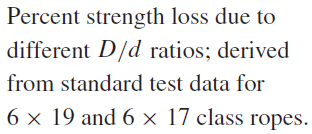 Percent strength loss due to
different D/d ratios; derived
from standard test data for
6 × 19 and 6 × 17 class ropes.